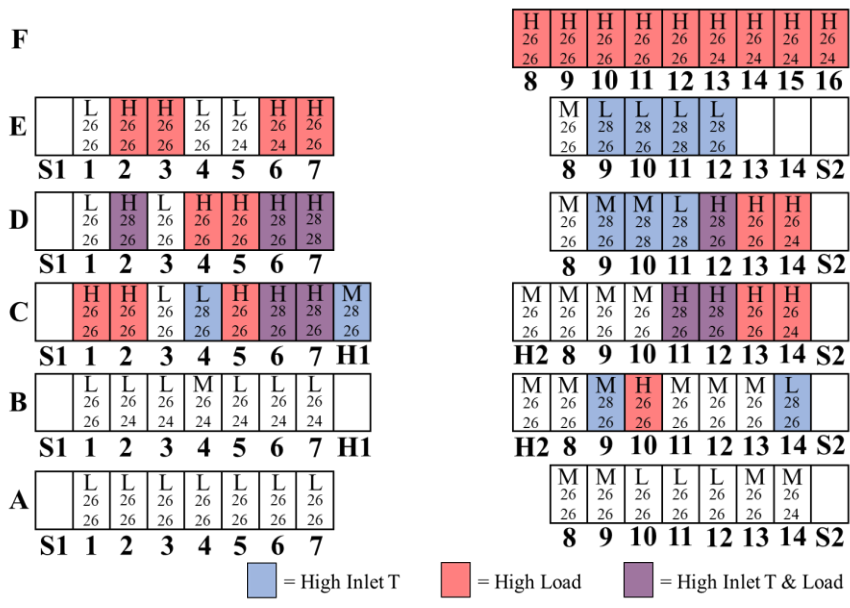 F
H H H H H H H H H
26 26 26 26 26 26 26 26 26
26 26 26 26 26 24 24 24 24
8 9 10 11 12 13 14 15 16
E
L H H L L H H
26 26 26 26 26 26 26
26 26 26 26 24 24 26
S1 1 2 3 4 5 6 7
M L L L L
26 28 28 28 28
26 26 26 26 26
8 9 10 11 12 13 14 S2
D
L H L H H H H
26 28 26 26 26 28 28
26 26 26 26 26 26 28
S1 1 2 3 4 5 6 7
M M M L H H H
26 28 28 28 28 26 26
26 26 26 28 26 26 24
8 9 10 11 12 13 14 S2
C
H H L L H H H M
26 26 26 28 26 28 28 28
26 26 26 26 26 26 26 26
S1 1 2 3 4 5 6 7 H1
M M M M H H H H
26 26 26 26 28 28 26 26
26 26 26 26 28 26 26 24
H2 8 9 10 11 12 13 14 S2
B
L L L M L L L
26 26 26 26 26 26 26
26 24 24 24 24 24 24
S1 1 2 3 4 5 6 7 H1
M M M H M M M L
26 26 28 26 26 26 26 28
26 26 26 26 26 26 26 26
H2 8 9 10 11 12 13 14 S2
A
L L L L L L L
26 26 26 26 26 26 26
26 26 26 26 26 26 26
S1 1 2 3 4 5 6 7
M M L L L M M
26 26 26 26 26 26 26
26 26 26 26 26 26 24
8 9 10 11 12 13 14 S2
= High Inlet T
= High Load
= High Inlet T & Load